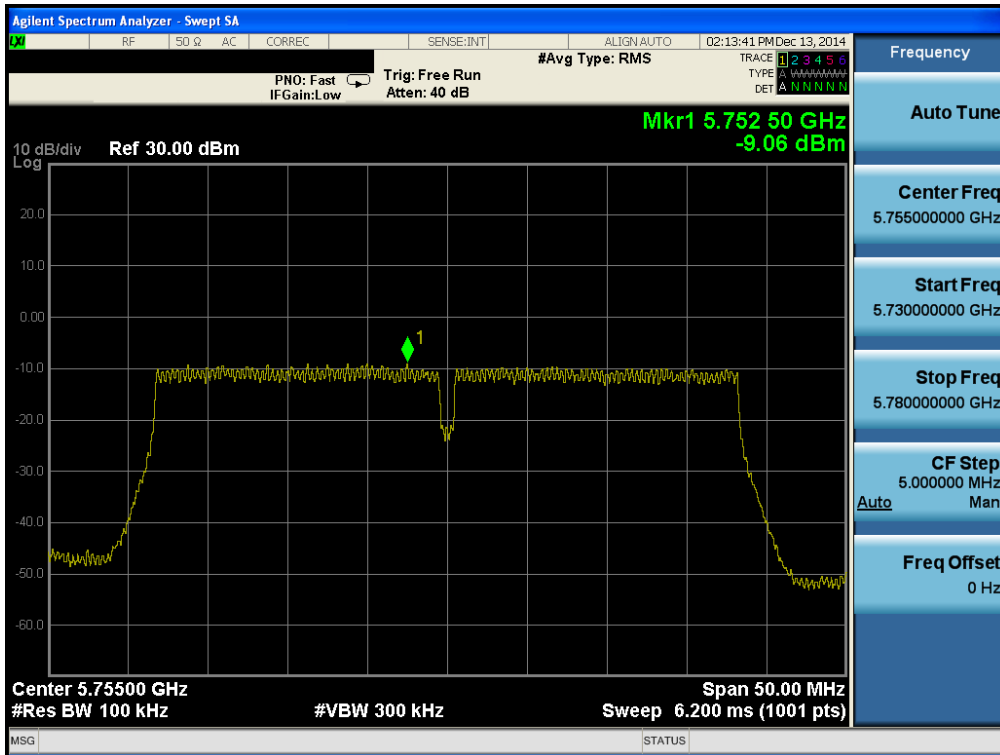 Agilent Spectrum Analyzer - Swept SA
LXI RF 50 Ω AC CORREC SENSE:INT ALIGN AUTO 02:13:41 PM Dec 13, 2014
PNO: Fast Trig: Free Run #Avg Type: RMS TRACE 1 2 3 4 5 6
IFGain:Low Atten: 40 dB TYPE A WWWWW
DET A N N N N N
Mkr1 5.752 50 GHz
-9.06 dBm
10 dB/div Ref 30.00 dBm
Log
20.0
10.0
0.00
1
-10.0
-20.0
-30.0
-40.0
-50.0
-60.0
Center 5.75500 GHz Span 50.00 MHz
#Res BW 100 kHz #VBW 300 kHz Sweep 6.200 ms (1001 pts)
MSG STATUS
Frequency
Auto Tune
Center Freq
5.755000000 GHz
Start Freq
5.730000000 GHz
Stop Freq
5.780000000 GHz
CF Step
5.000000 MHz
Auto Man
Freq Offset
0 Hz